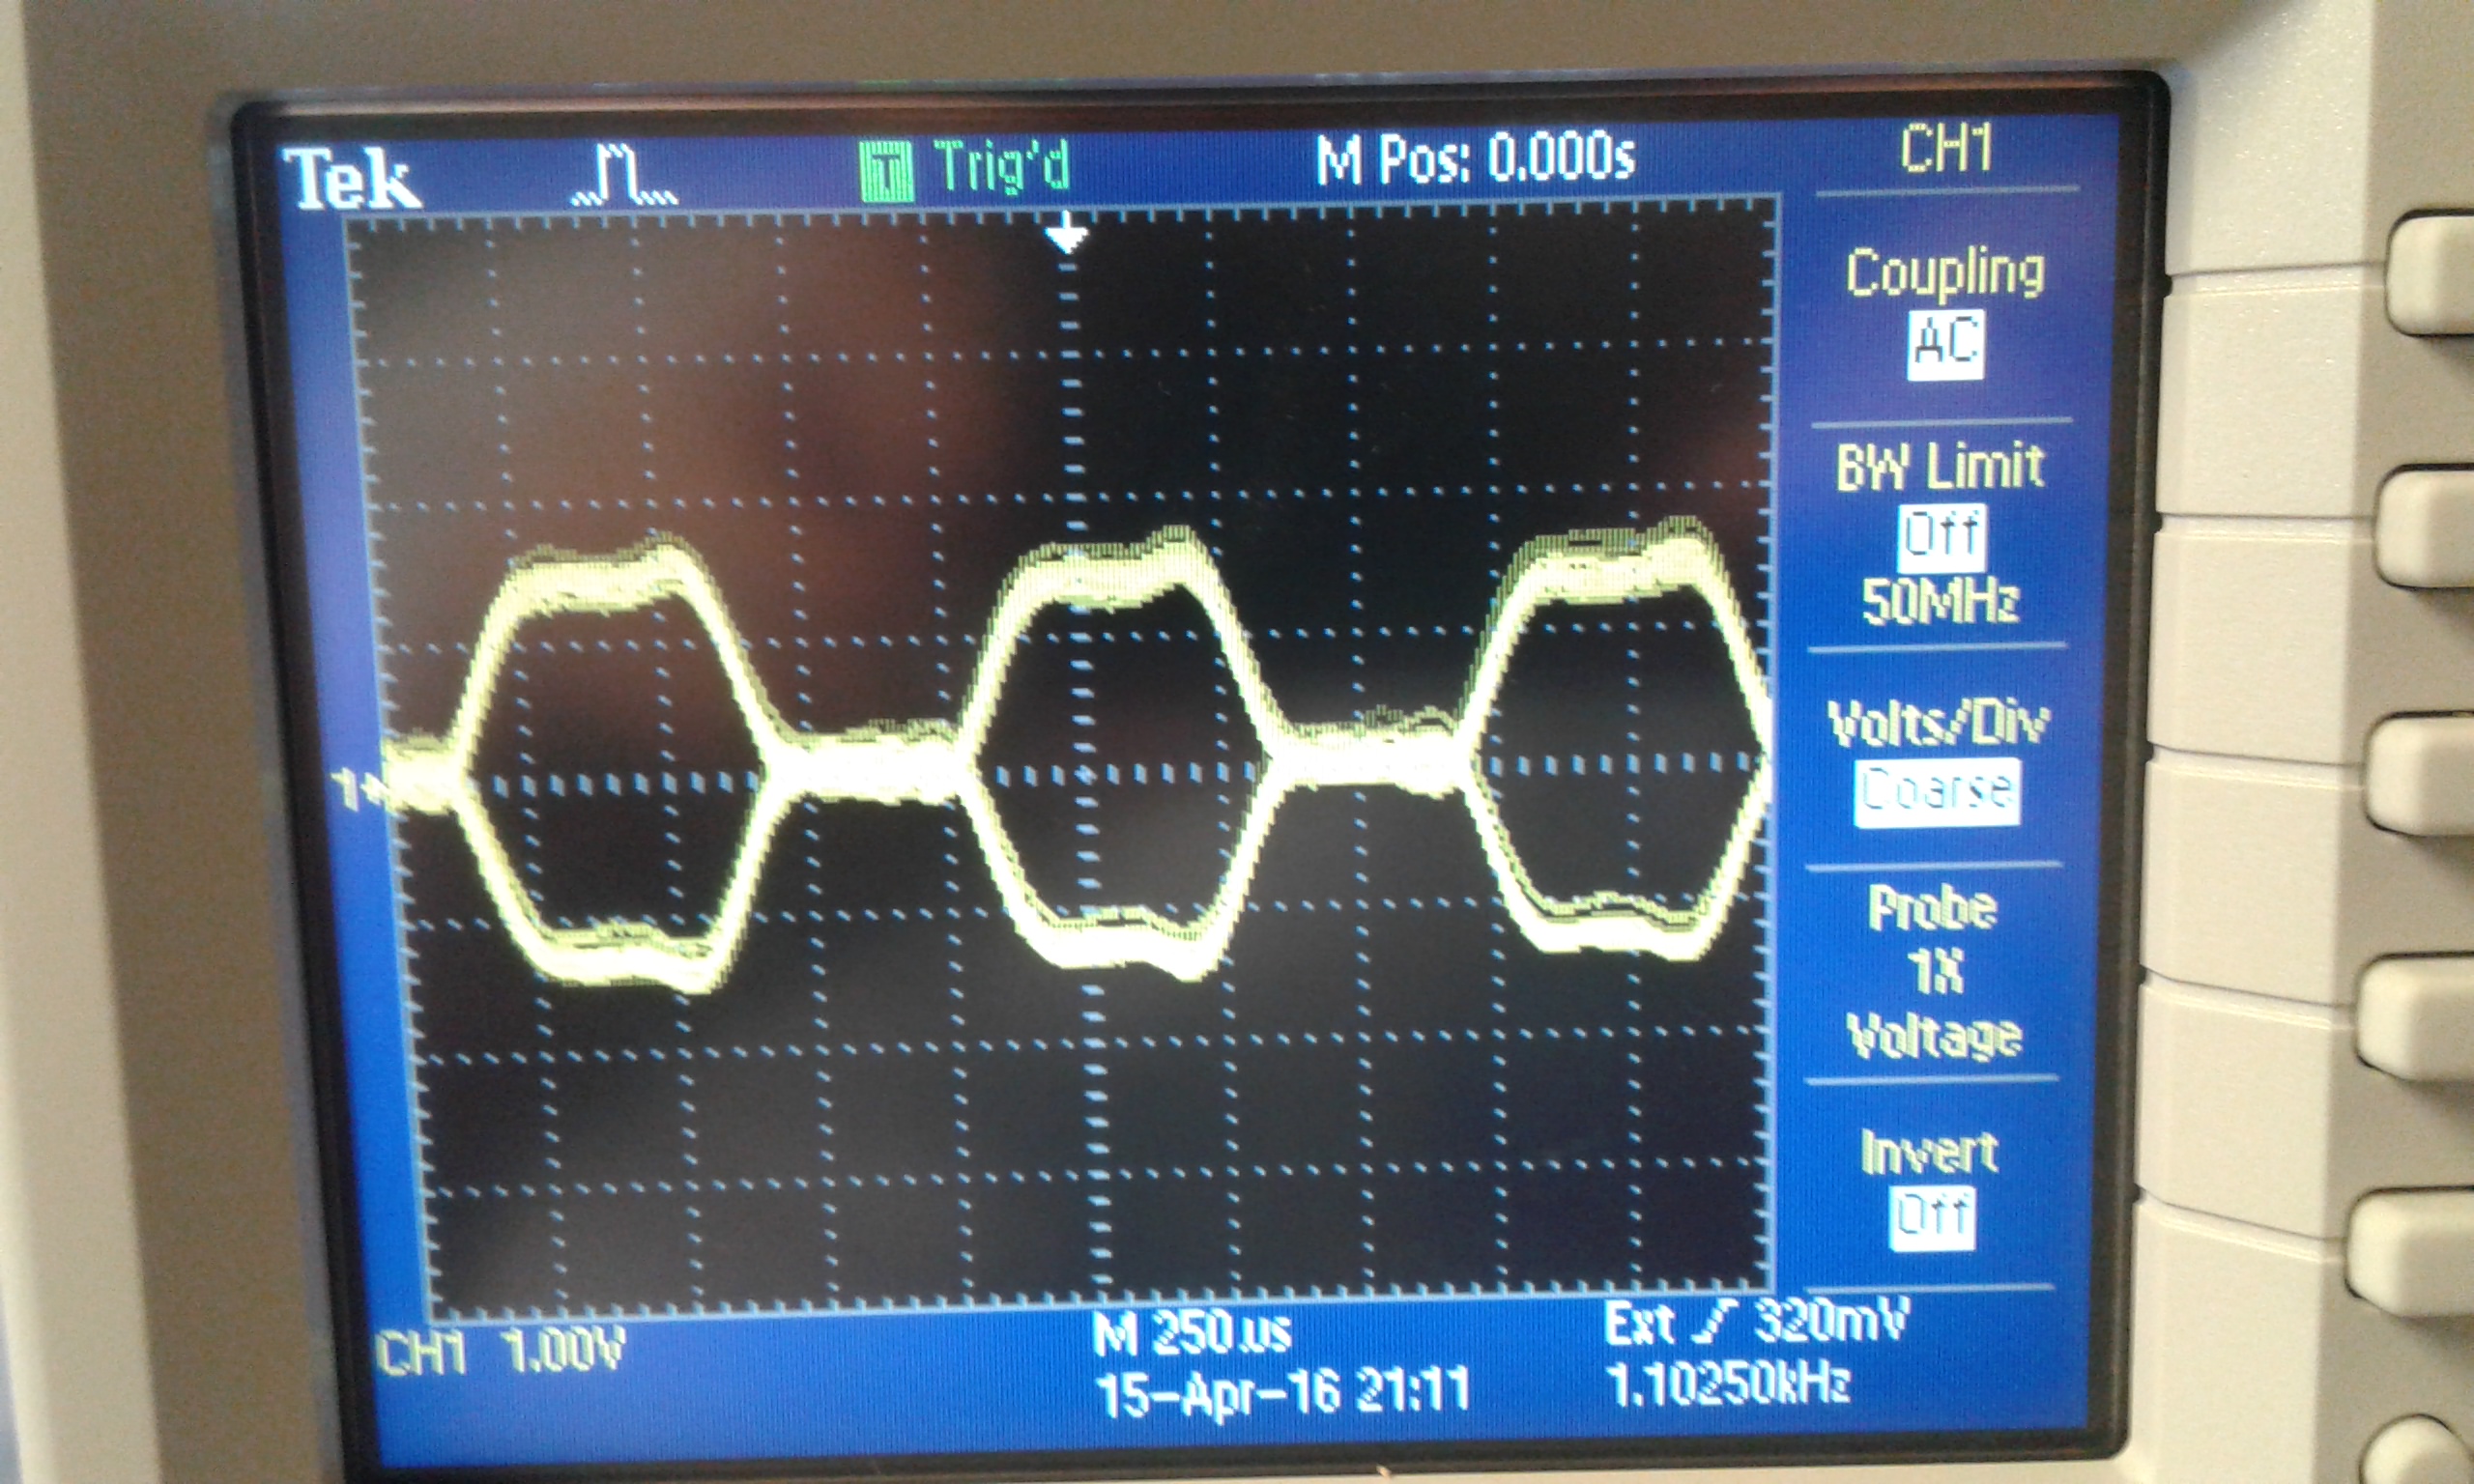 Tek T Trig'd M Pos: 0.000s CH1
Coupling
AC
BW Limit
Off
50MHz
Volts/Div
Coarse
Probe
1X
Voltage
Invert
Off
1
CH1 1.00V M 250us Ext 320mV
15-Apr-16 21:11 1.10250kHz